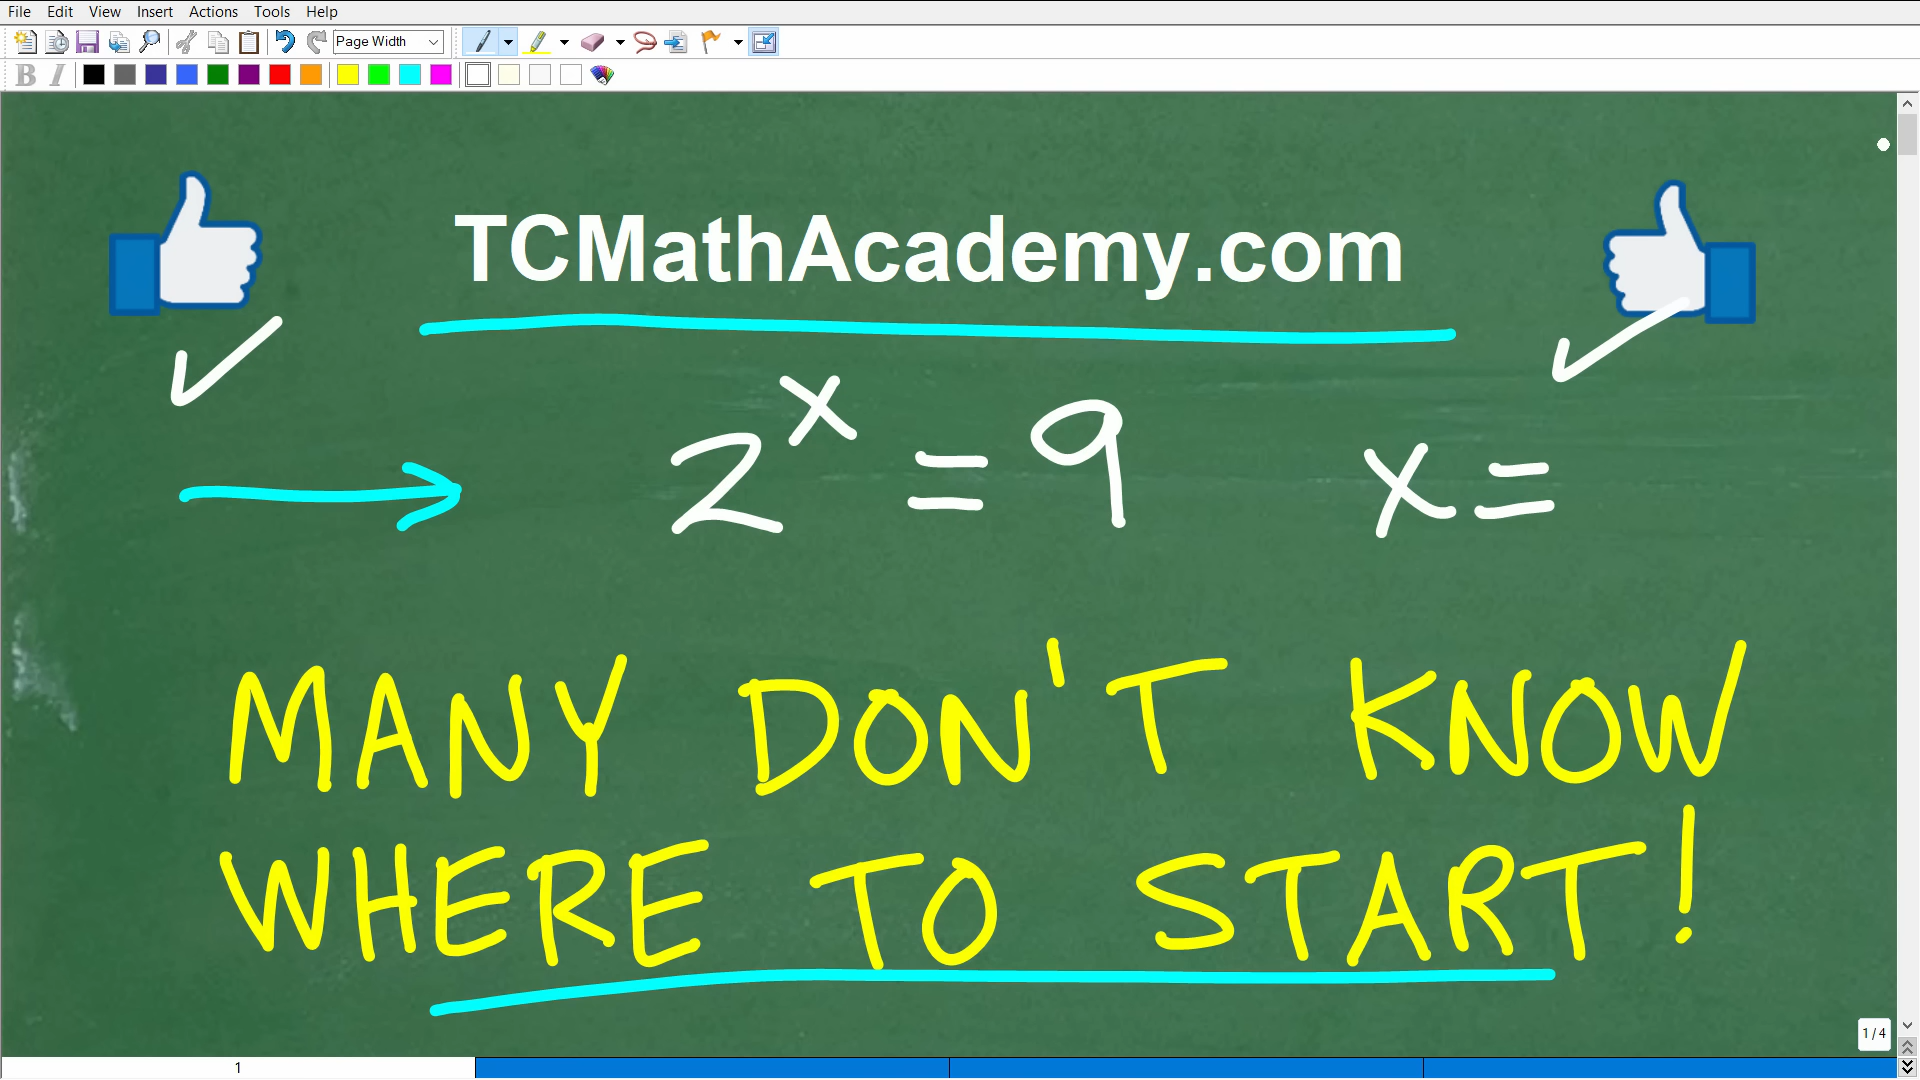 File Edit View Insert Actions Tools Help
Page Width
B I
TCMathAcademy.com
2^x = 9 x =
MANY DON'T KNOW
WHERE TO START!
1 / 4
1